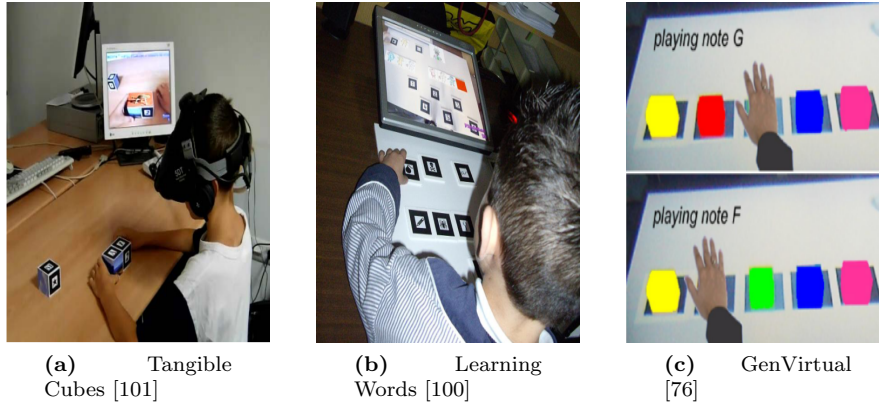 playing note G
playing note F
(a) Tangible
Cubes [101]
(b) Learning
Words [100]
(c) GenVirtual
[76]